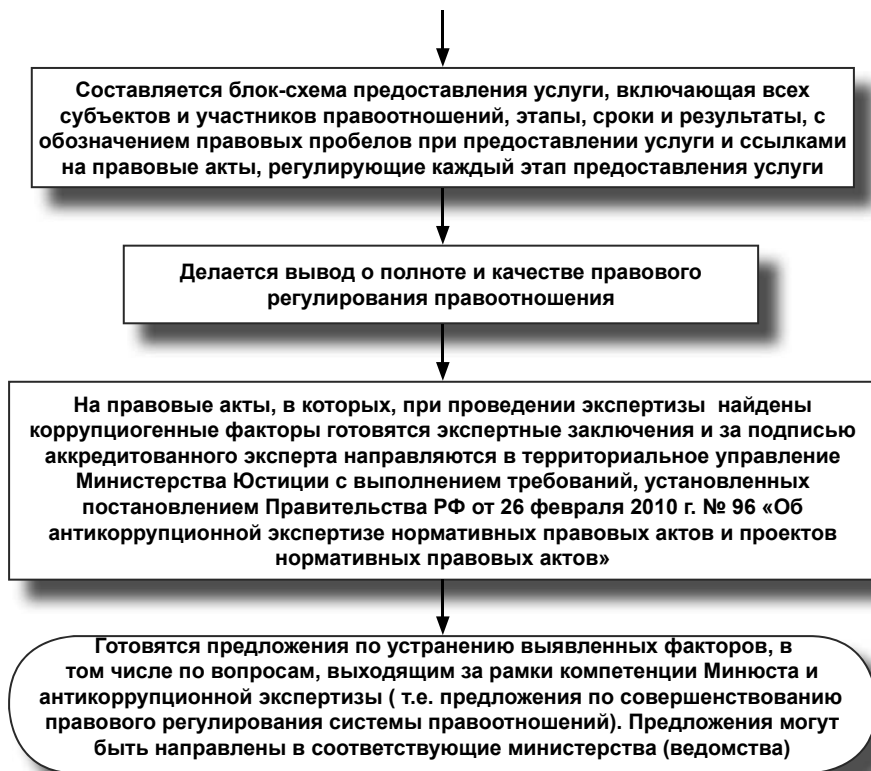 Составляется блок-схема предоставления услуги, включающая всех
субъектов и участников правоотношений, этапы, сроки и результаты, с
обозначением правовых пробелов при предоставлении услуги и ссылками
на правовые акты, регулирующие каждый этап предоставления услуги
Делается вывод о полноте и качестве правового
регулирования правоотношения
На правовые акты, в которых, при проведении экспертизы найдены
коррупциогенные факторы готовятся экспертные заключения и за подписью
аккредитованного эксперта направляются в территориальное управление
Министерства Юстиции с выполнением требований, установленных
постановлением Правительства РФ от 26 февраля 2010 г. № 96 «Об
антикоррупционной экспертизе нормативных правовых актов и проектов
нормативных правовых актов»
Готовятся предложения по устранению выявленных факторов, в
том числе по вопросам, выходящим за рамки компетенции Минюста и
антикоррупционной экспертизы ( т.е. предложения по совершенствованию
правового регулирования системы правоотношений). Предложения могут
быть направлены в соответствующие министерства (ведомства)